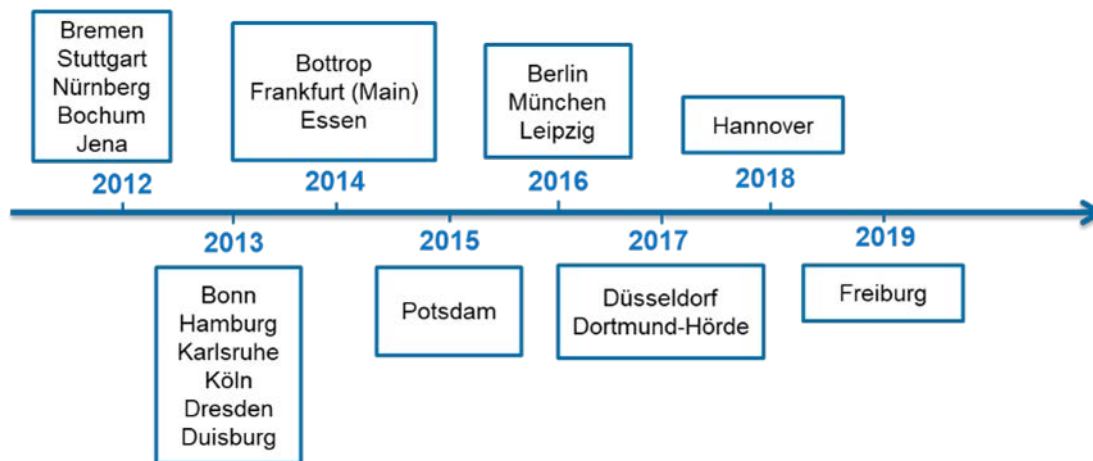 Bremen
Stuttgart
Nürnberg
Bochum
Jena
2012
Bottrop
Frankfurt (Main)
Essen
2014
Berlin
München
Leipzig
2016
Hannover
2018
2013
Bonn
Hamburg
Karlsruhe
Köln
Dresden
Duisburg
2015
Potsdam
2017
Düsseldorf
Dortmund-Hörde
2019
Freiburg